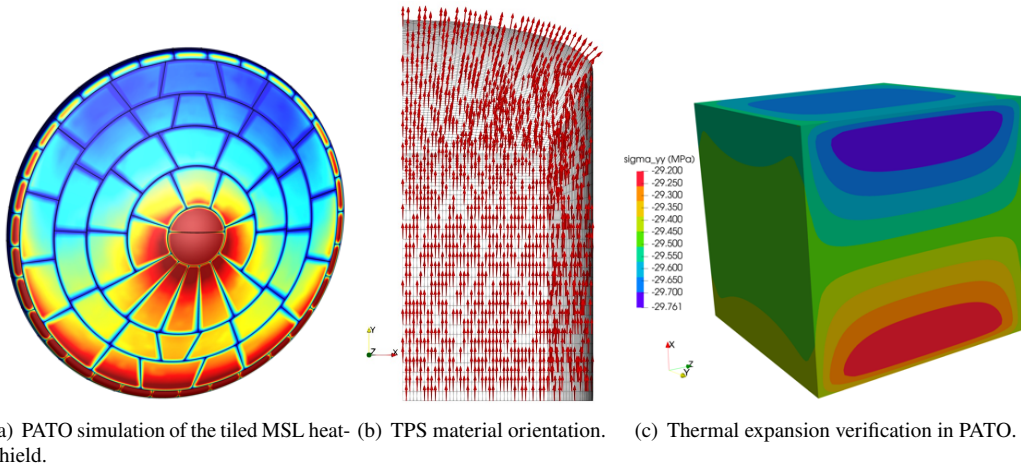 Y
Z
X
sigma_yy (MPa)
-29.200
-29.250
-29.300
-29.350
-29.400
-29.450
-29.500
-29.550
-29.600
-29.650
-29.700
-29.761
X
Z
Y
a) PATO simulation of the tiled MSL heat-
hield.
(b) TPS material orientation.
(c) Thermal expansion verification in PATO.